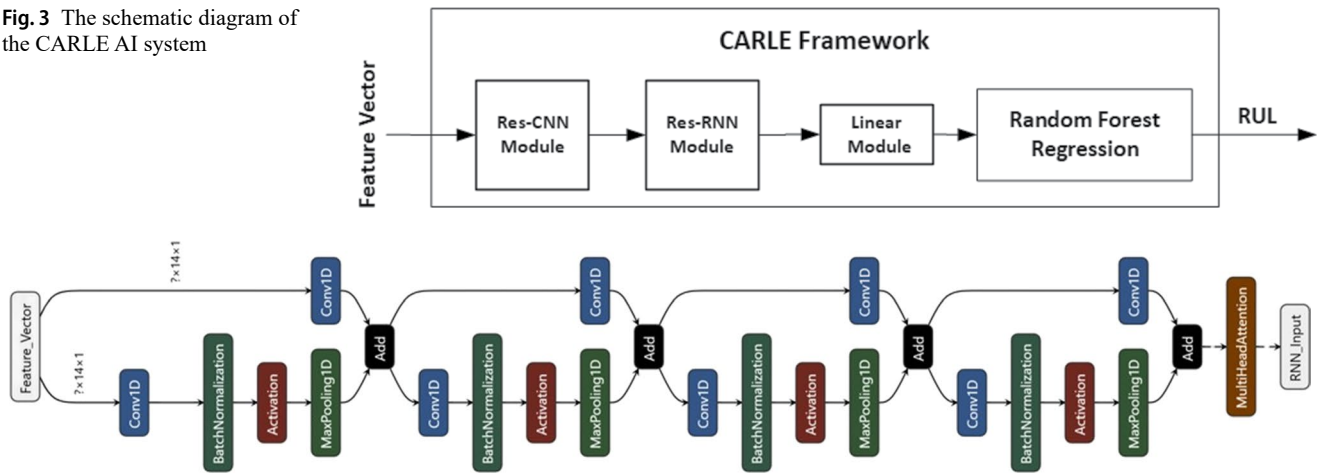 Fig. 3 The schematic diagram of
the CARLE AI system
CARLE Framework
Feature Vector
Res-CNN
Module
Res-RNN
Module
Linear
Module
Random Forest
Regression
RUL
Feature_Vector
?×14×1
?×14×1
Conv1D
Conv1D
BatchNormalization
Activation
MaxPooling1D
Add
Conv1D
Conv1D
BatchNormalization
Activation
MaxPooling1D
Add
Conv1D
Conv1D
BatchNormalization
Activation
MaxPooling1D
Add
Conv1D
Conv1D
BatchNormalization
Activation
MaxPooling1D
Add
MultiHeadAttention
RNN_Input